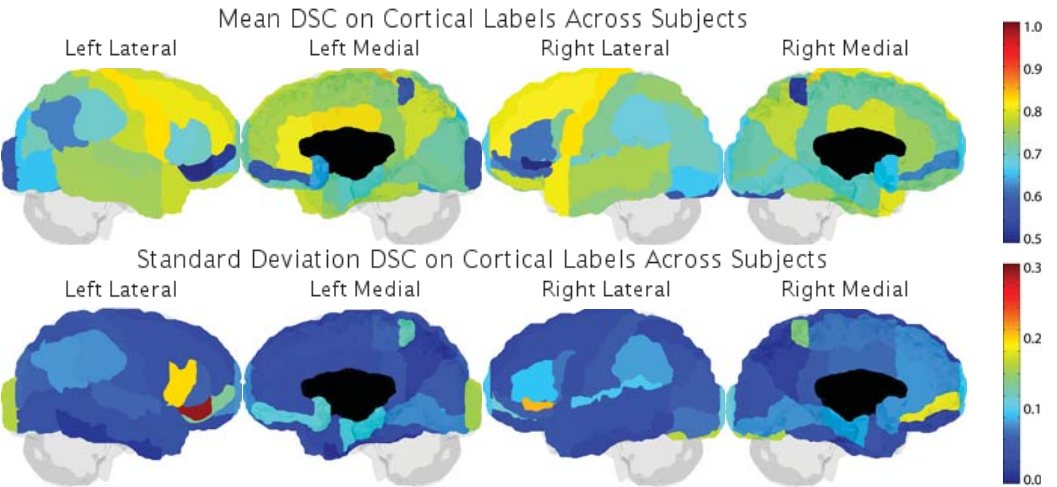 Mean DSC on Cortical Labels Across Subjects
Left Lateral Left Medial Right Lateral Right Medial
1.0
0.9
0.8
0.7
0.6
0.5
Standard Deviation DSC on Cortical Labels Across Subjects
Left Lateral Left Medial Right Lateral Right Medial
0.3
0.2
0.1
0.0